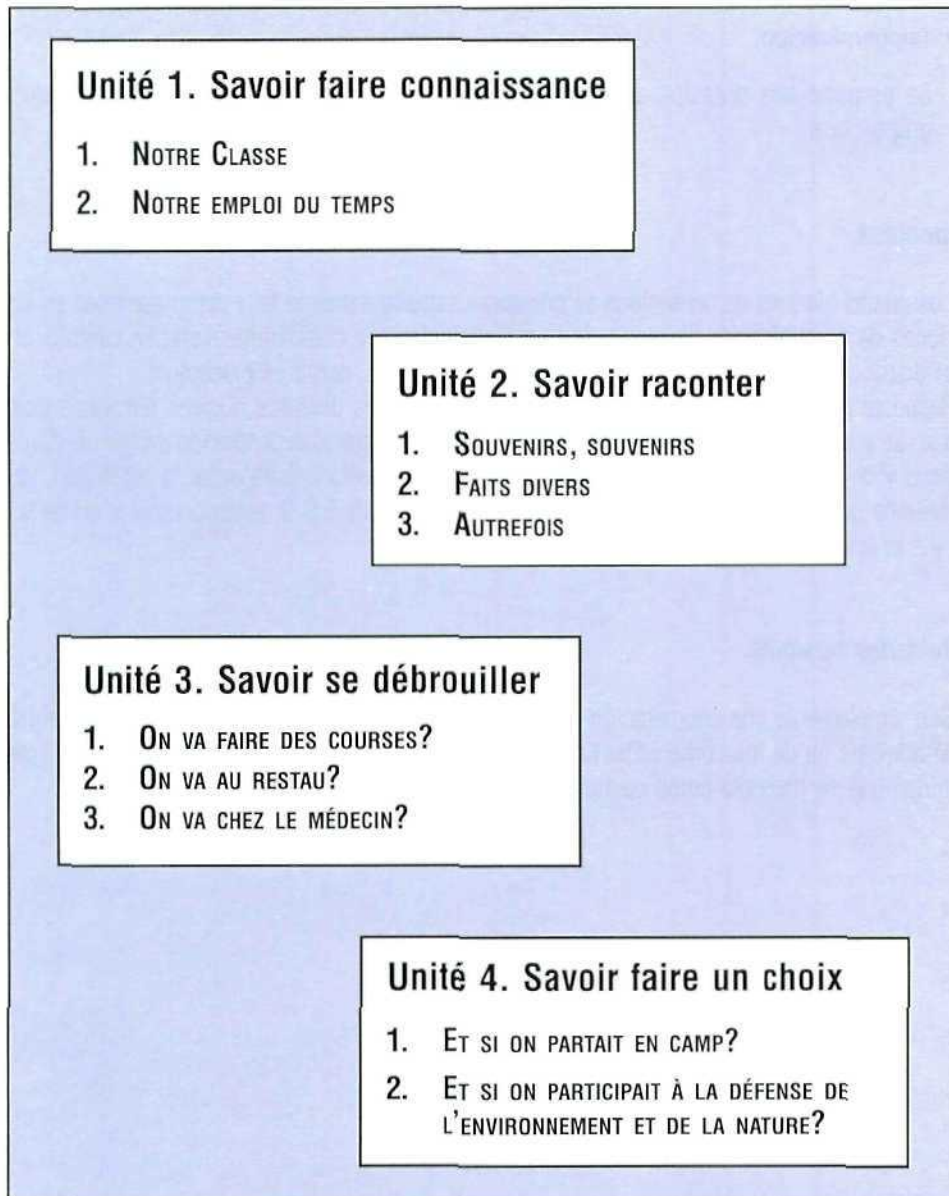 Unité 1. Savoir faire connaissance
1. NOTRE CLASSE
2. NOTRE EMPLOI DU TEMPS
Unité 2. Savoir raconter
1. SOUVENIRS, SOUVENIRS
2. FAITS DIVERS
3. AUTREFOIS
Unité 3. Savoir se débrouiller
1. ON VA FAIRE DES COURSES?
2. ON VA AU RESTAU?
3. ON VA CHEZ LE MÉDECIN?
Unité 4. Savoir faire un choix
1. ET SI ON PARTAIT EN CAMP?
2. ET SI ON PARTICIPAIT À LA DÉFENSE DE
L'ENVIRONNEMENT ET DE LA NATURE?